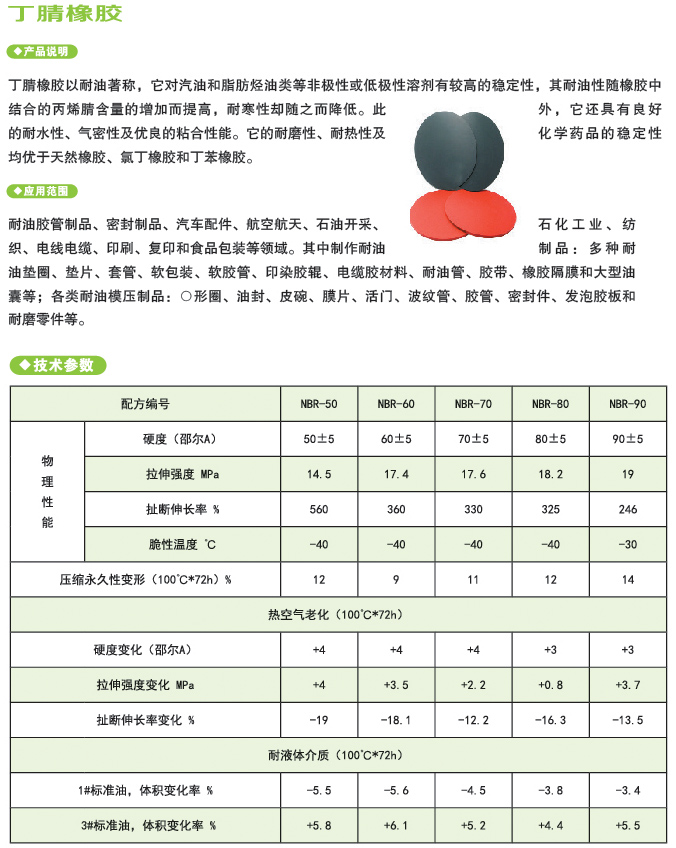 丁腈橡胶
◆产品说明
丁腈橡胶以耐油著称，它对汽油和脂肪烃油类等非极性或低极性溶剂有较高的稳定性，其耐油性随橡胶中
结合的丙烯腈含量的增加而提高，耐寒性却随之而降低。此外，它还具有良好
的耐水性、气密性及优良的粘合性能。它的耐磨性、耐热性及化学药品的稳定性
均优于天然橡胶、氯丁橡胶和丁苯橡胶。
◆应用范围
耐油胶管制品、密封制品、汽车配件、航空航天、石油开采、石化工业、纺
织、电线电缆、印刷、复印和食品包装等领域。其中制作耐油制品：多种耐
油垫圈、垫片、套管、软包装、软胶管、印染胶辊、电缆胶材料、耐油管、胶带、橡胶隔膜和大型油
囊等；各类耐油模压制品：〇形圈、油封、皮碗、膜片、活门、波纹管、胶管、密封件、发泡胶板和
耐磨零件等。
◆技术参数
配方编号 NBR-50 NBR-60 NBR-70 NBR-80 NBR-90
物理性能
硬度（邵尔A） 50±5 60±5 70±5 80±5 90±5
拉伸强度 MPa 14.5 17.4 17.6 18.2 19
扯断伸长率 % 560 360 330 325 246
脆性温度 ℃ -40 -40 -40 -40 -30
压缩永久性变形（100℃*72h）% 12 9 11 12 14
热空气老化（100℃*72h）
硬度变化（邵尔A） +4 +4 +4 +3 +3
拉伸强度变化 MPa +4 +3.5 +2.2 +0.8 +3.7
扯断伸长率变化 % -19 -18.1 -12.2 -16.3 -13.5
耐液体介质（100℃*72h）
1#标准油，体积变化率 % -5.5 -5.6 -4.5 -3.8 -3.4
3#标准油，体积变化率 % +5.8 +6.1 +5.2 +4.4 +5.5